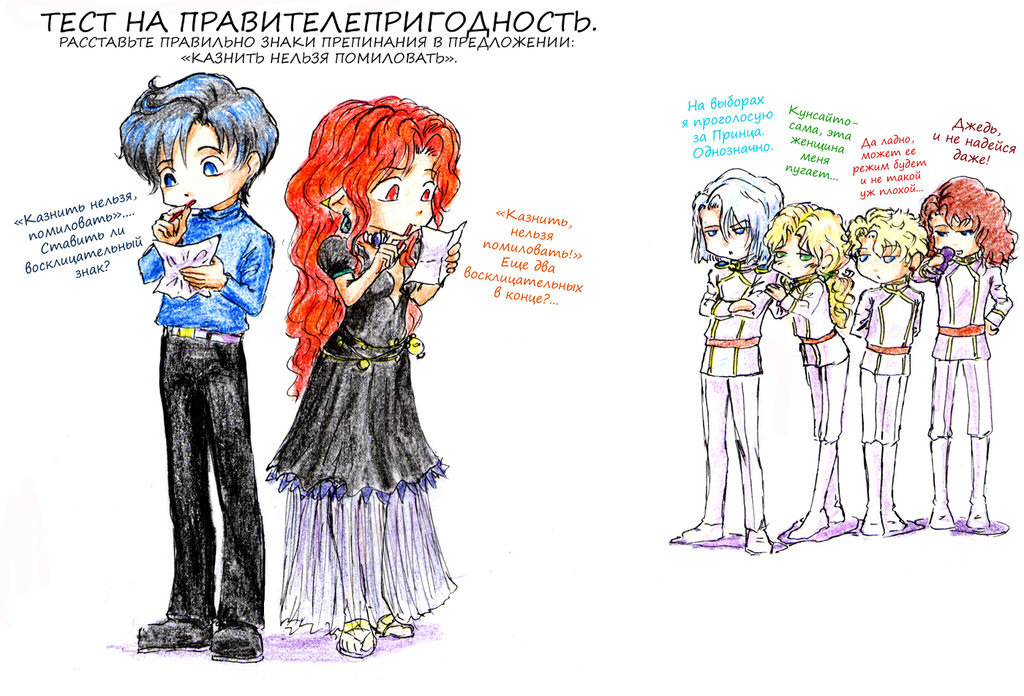 ТЕСТ НА ПРАВИТЕЛЕПРИГОДНОСТЬ.
РАССТАВЬТЕ ПРАВИЛЬНО ЗНАКИ ПРЕПИНАНИЯ В ПРЕДЛОЖЕНИИ:
«КАЗНИТЬ НЕЛЬЗЯ ПОМИЛОВАТЬ».
«Казнить нельзя,
помиловать»....
Ставить ли
восклицательный
знак?
«Казнить,
нельзя
помиловать!»
Еще два
восклицательных
в конце?...
На выборах
я проголосую
за Принца.
Однозначно.
Кунсайто-
сама, эта
женщина
меня
пугает...
Да ладно,
может ее
режим будет
и не такой
уж плохой...
Джедь,
и не надейся
даже!